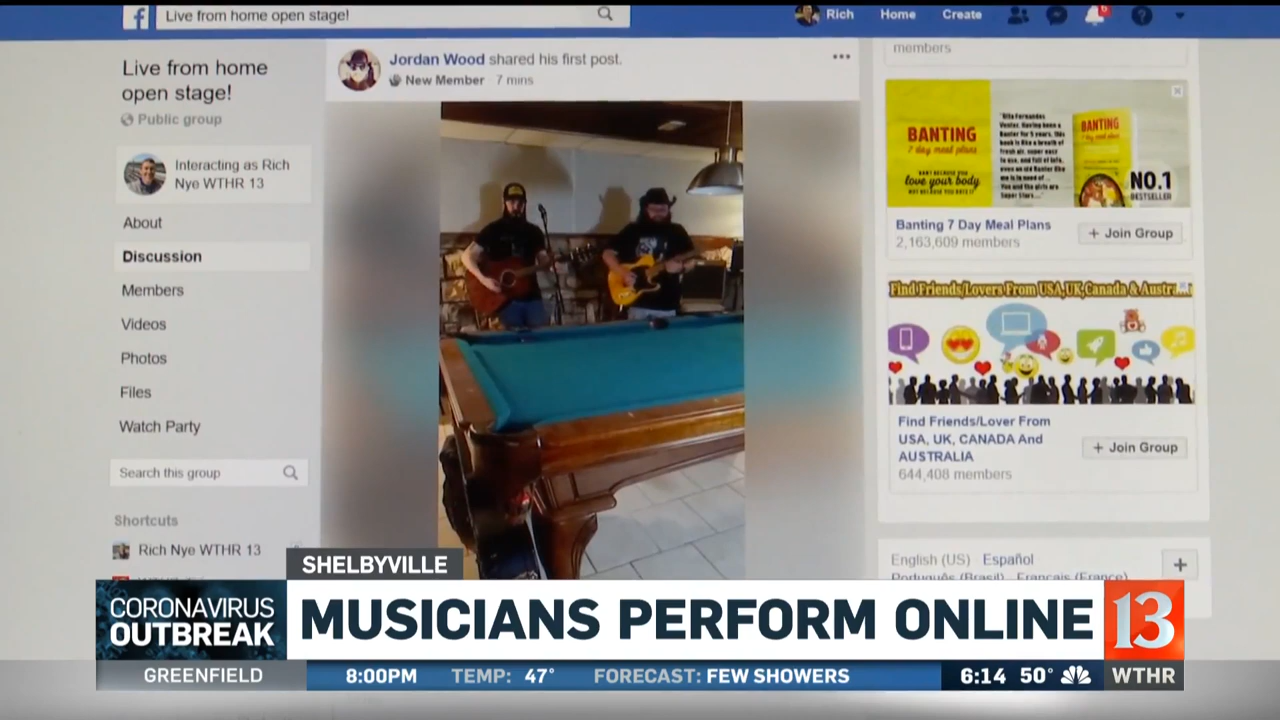 f
Live from home open stage!
Rich
Home
Create
6
?
Live from home
open stage!
Public group
Interacting as Rich
Nye WTHR 13
About
Discussion
Members
Videos
Photos
Files
Watch Party
Search this group
Shortcuts
Rich Nye WTHR 13
Jordan Wood shared his first post.
New Member 7 mins
members
BANTING
7 day meal plans
love your body
BANTING
NO.1
BESTSELLER
Banting 7 Day Meal Plans
2,163,609 members
+ Join Group
Find Friends/Lovers From USA,UK,Canada & Austra...
Find Friends/Lover From
USA, UK, CANADA And
AUSTRALIA
644,408 members
+ Join Group
English (US) Español
Português (Brasil) Français (France)
+
SHELBYVILLE
CORONAVIRUS
OUTBREAK
MUSICIANS PERFORM ONLINE
13
GREENFIELD
8:00PM TEMP: 47° FORECAST: FEW SHOWERS
6:14 50°
WTHR